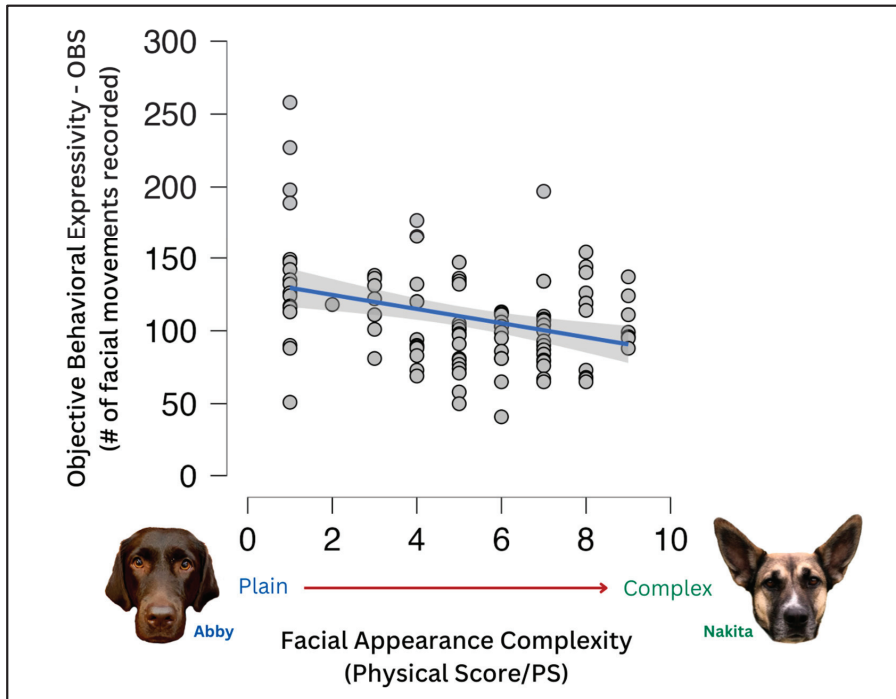 Objective Behavioral Expressivity - OBS
(# of facial movements recorded)
300
250
200
150
100
50
0
0 2 4 6 8 10
Plain Complex
Abby
Nakita
Facial Appearance Complexity
(Physical Score/PS)